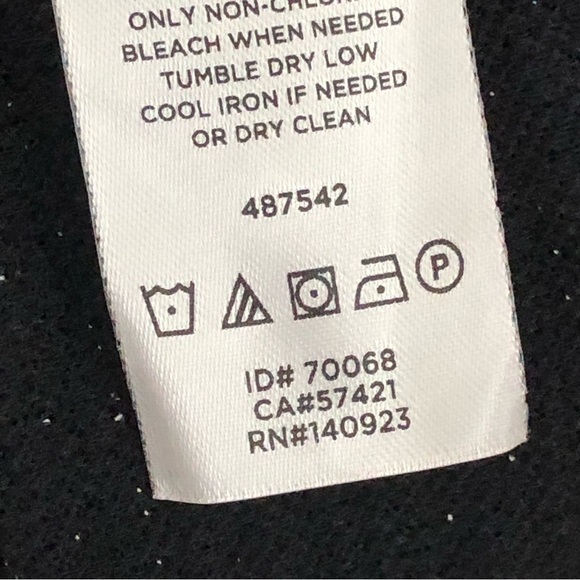 ONLY NON-CHLORINE
BLEACH WHEN NEEDED
TUMBLE DRY LOW
COOL IRON IF NEEDED
OR DRY CLEAN
487542
P
ID# 70068
CA#57421
RN#140923